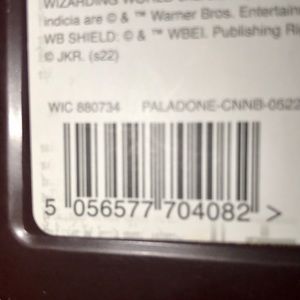 WIZARDING WORLD
indicia are © & ™ Warner Bros. Entertain
WB SHIELD: © & ™ WBEI. Publishing Rig
© JKR. (s22)
WIC 880734 PALADONE-CNNB-0522
5 056577 704082 >